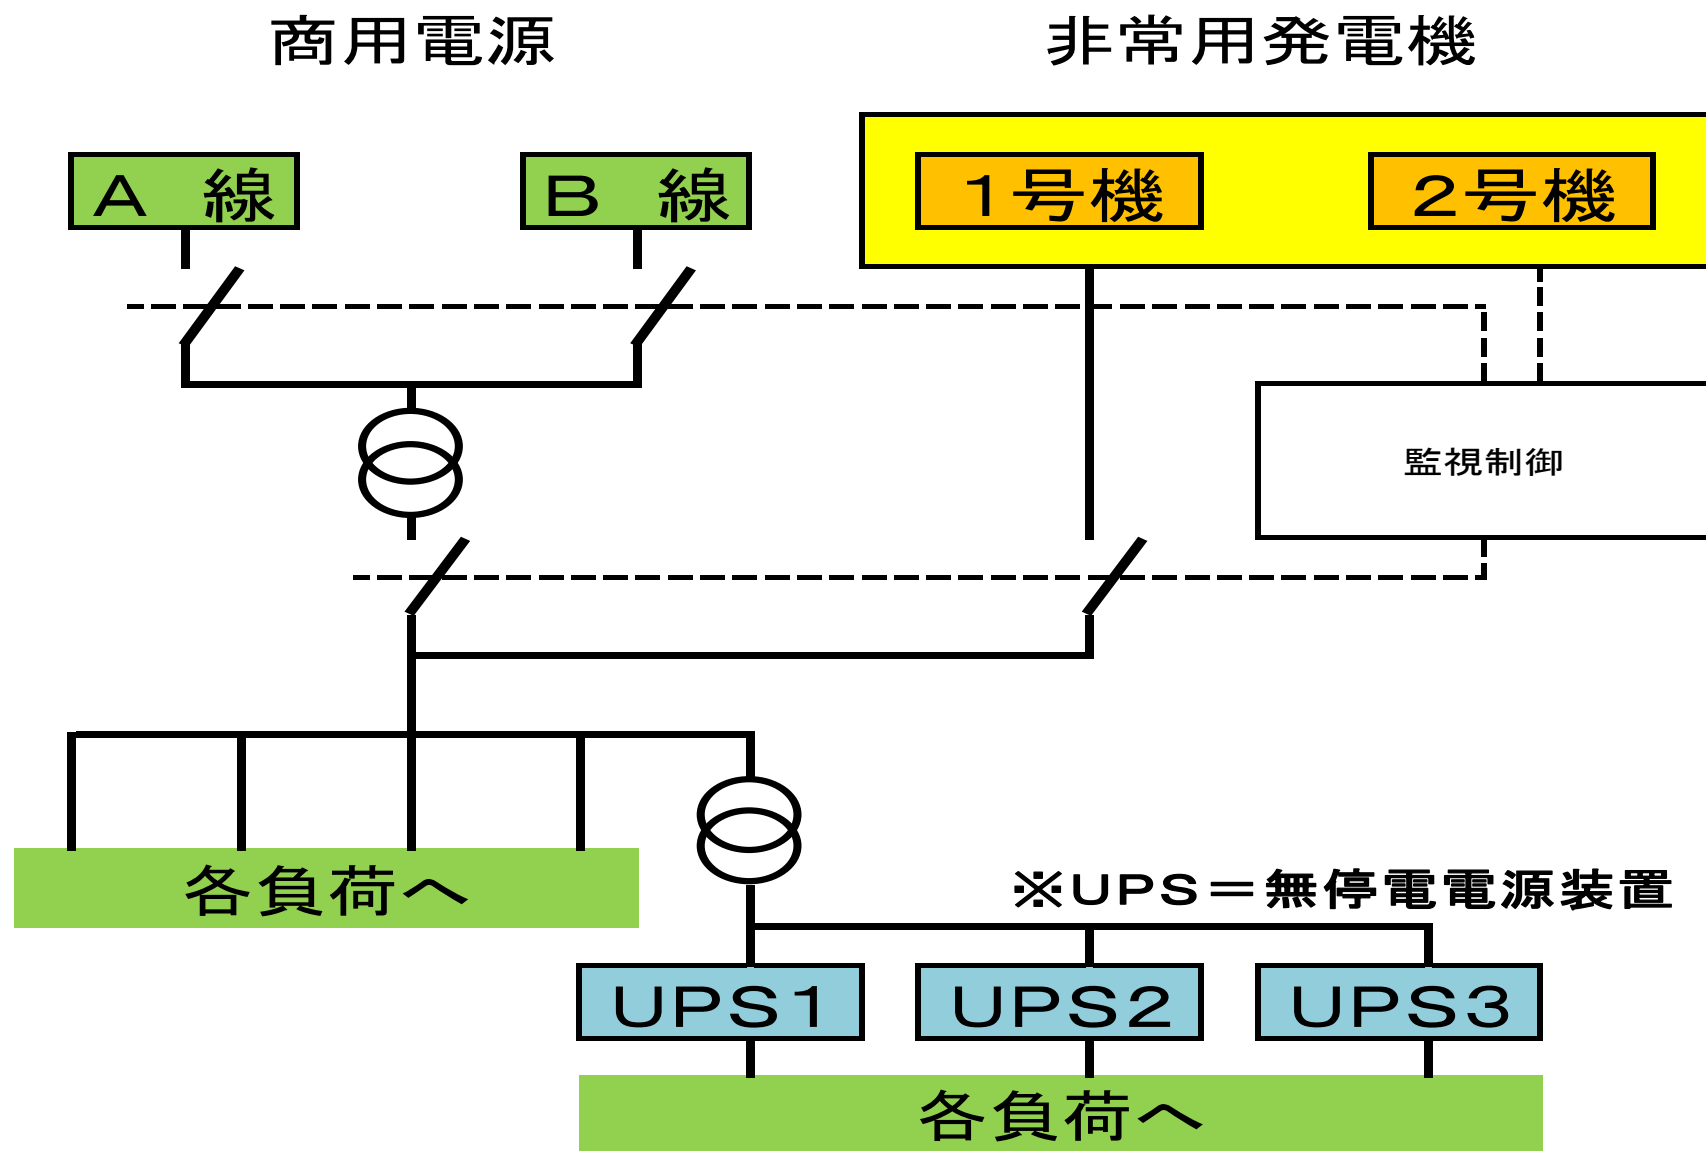 商用電源
非常用発電機
A 線
B 線
1号機
2号機
監視制御
各負荷へ
※UPS=無停電電源装置
UPS1
UPS2
UPS3
各負荷へ